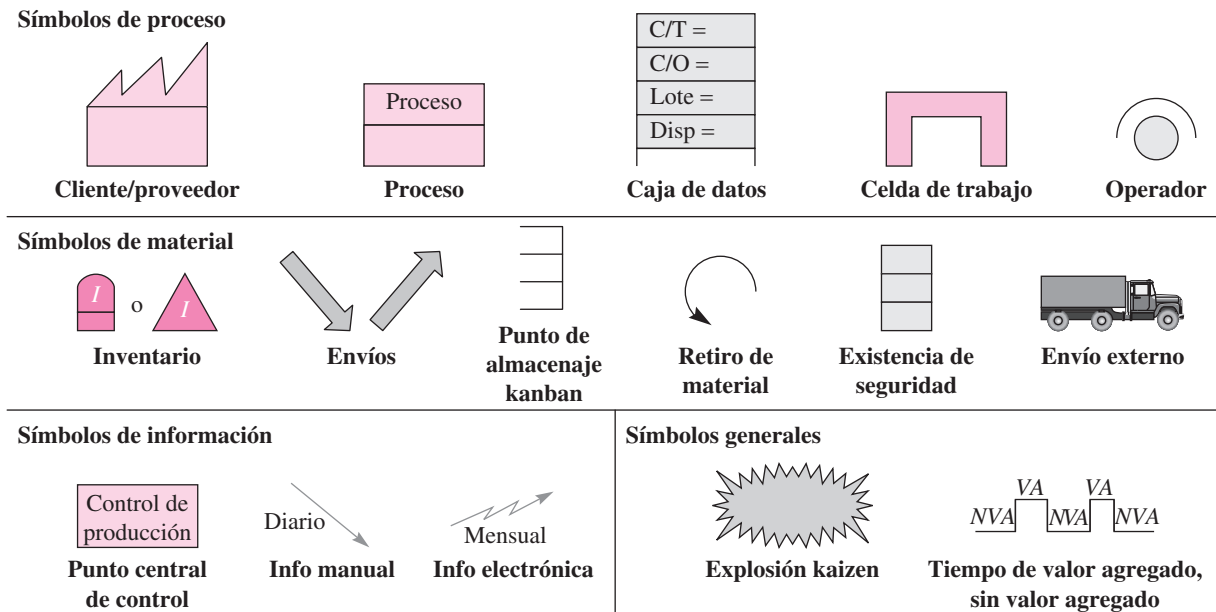 Símbolos de proceso
Proceso
C/T =
C/O =
Lote =
Disp =
Cliente/proveedor
Proceso
Caja de datos
Celda de trabajo
Operador
Símbolos de material
I
o
I
Inventario
Envíos
Punto de
almacenaje
kanban
Retiro de
material
Existencia de
seguridad
Envío externo
Símbolos de información
Control de
producción
Punto central
de control
Diario
Info manual
Mensual
Info electrónica
Símbolos generales
Explosión kaizen
VA VA
NVA NVA NVA
Tiempo de valor agregado,
sin valor agregado